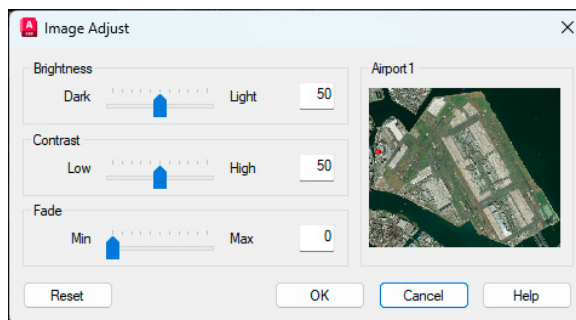 Image Adjust
Brightness
Dark Light 50
Contrast
Low High 50
Fade
Min Max 0
Airport1
Reset OK Cancel Help